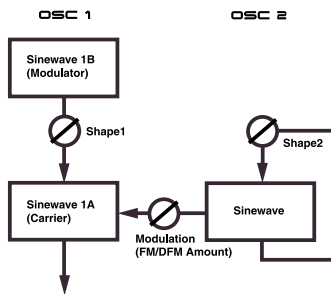 OSC 1
OSC 2
Sinewave 1B
(Modulator)
Shape1
Shape2
Sinewave 1A
(Carrier)
Sinewave
Modulation
(FM/DFM Amount)